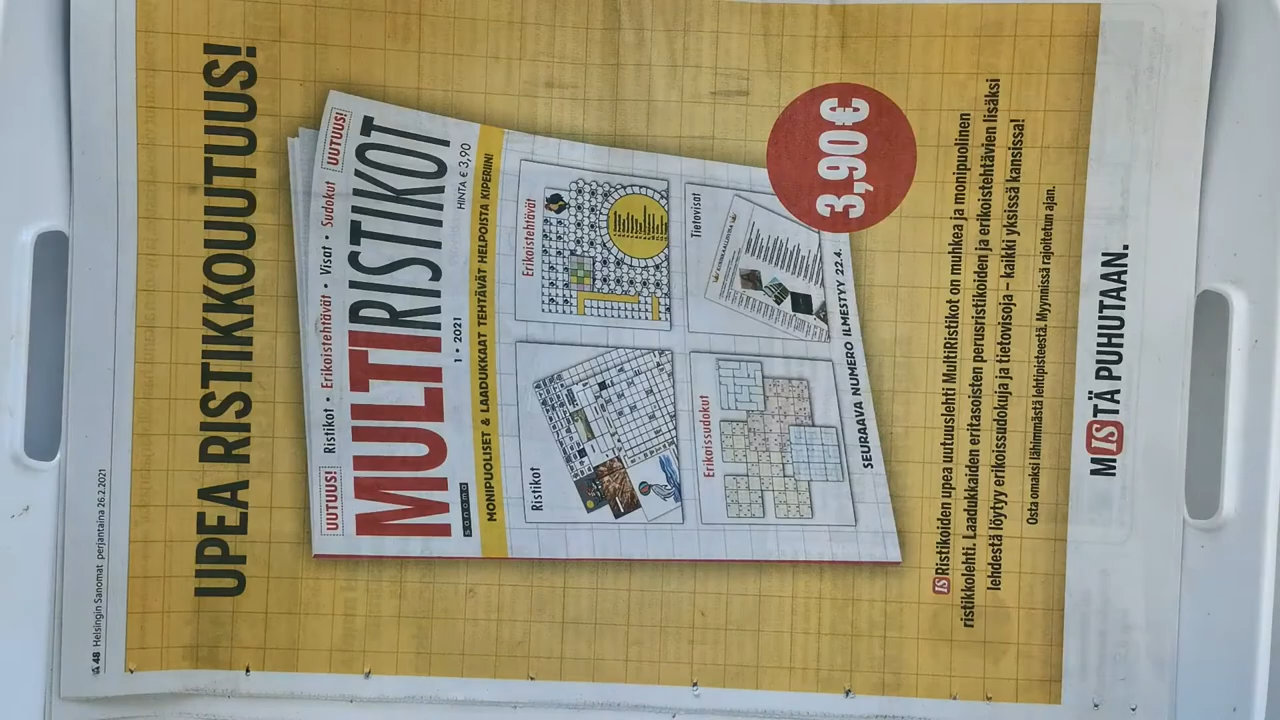 A 48 Helsingin Sanomat perjantaina 26.2.2021
UPEA RISTIKKOUUTUUS!
UUTUUS! Ristikot • Erikoistehtävät • Visat • Sudokut UUTUUS!
MULTIRISTIKOT
sanoma 1 • 2021 HINTA € 3,90
MONIPUOLISET & LAADUKKAAT TEHTÄVÄT HELPOISTA KIPERIIN!
Ristikot
Erikoistehtävät
Erikoissudokut
Tietovisat
SEURAAVA NUMERO ILMESTYY 22.4.
3,90 €
IS Ristikoiden upea uutuuslehti MultiRistikot on muhkea ja monipuolinen
ristikkolehti. Laadukkaiden eritasoisten perusristikoiden ja erikoistehtävien lisäksi
lehdestä löytyy erikoissudokuja ja tietovisoja – kaikki yksissä kansissa!
Osta omaksi lähimmästä lehtipisteestä. Myynnissä rajoitetun ajan.
MISTÄ PUHUTAAN.